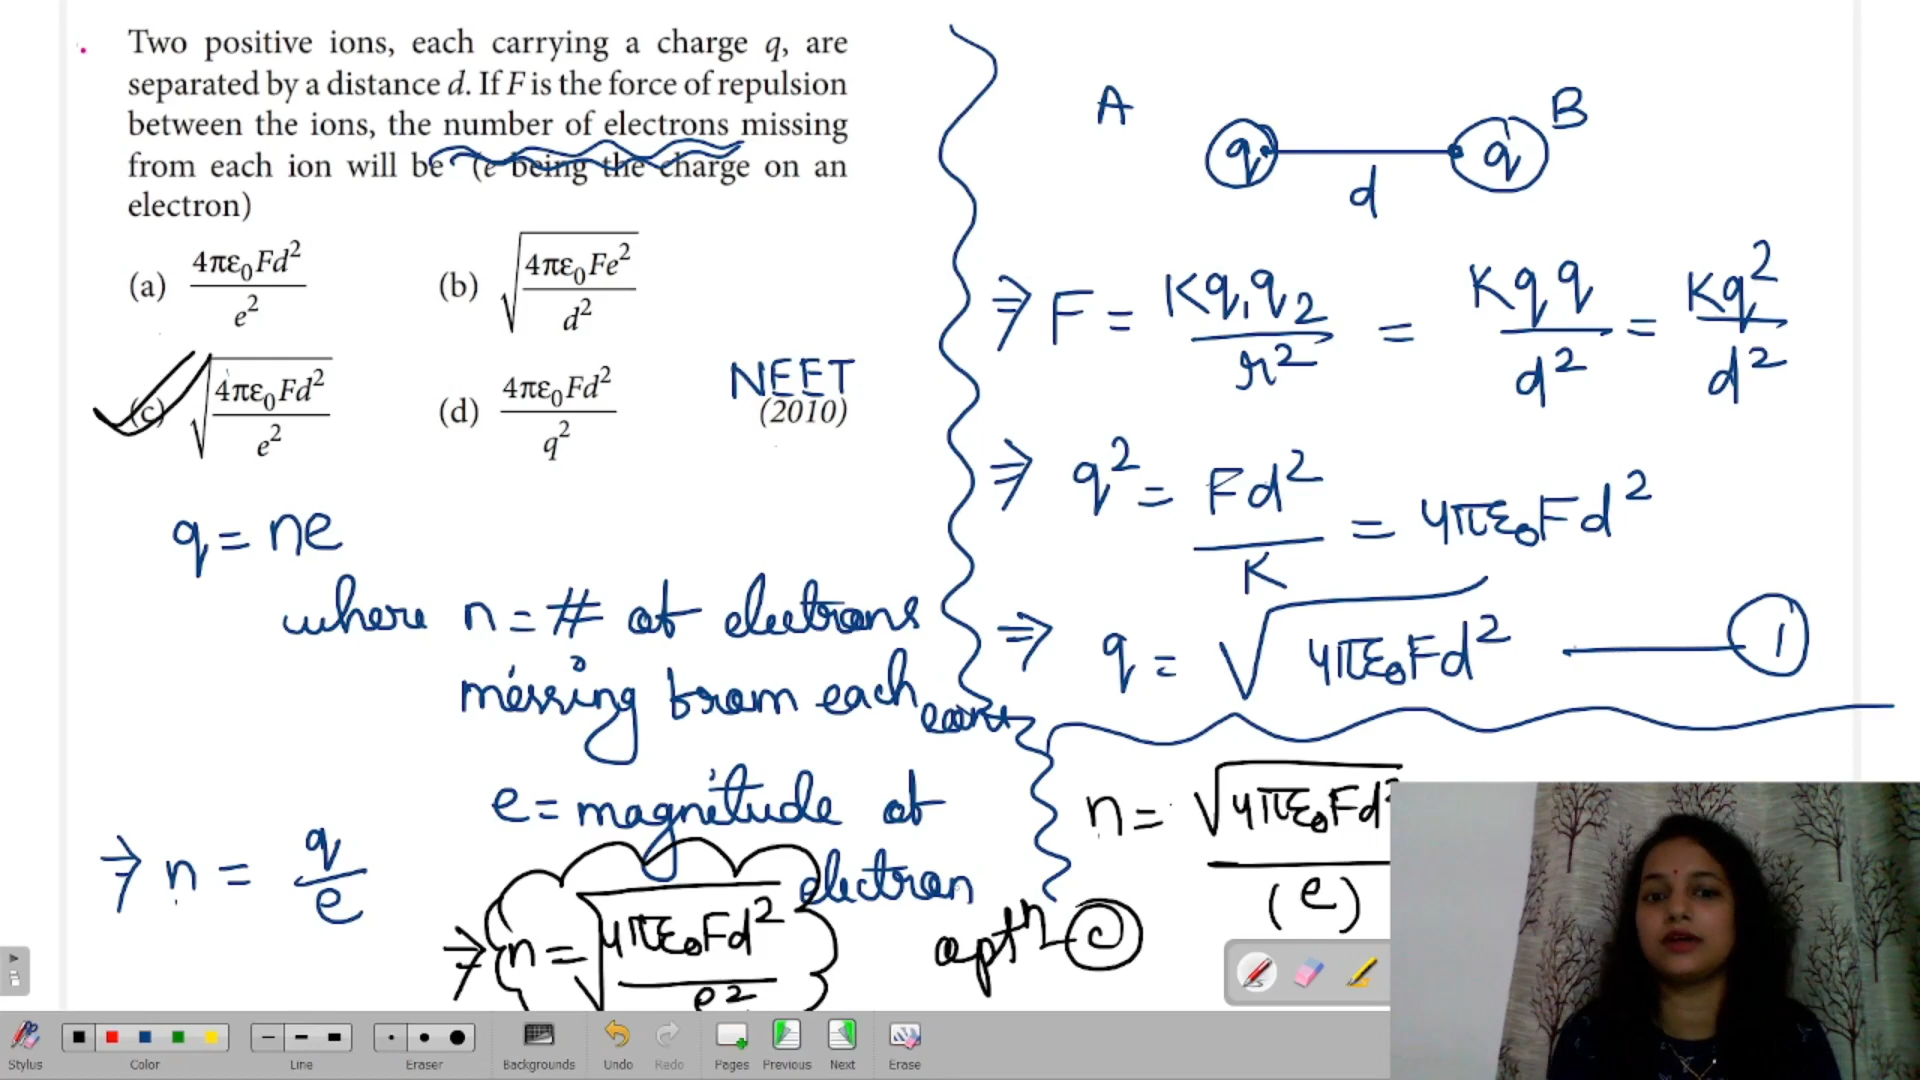 Two positive ions, each carrying a charge q, are
separated by a distance d. If F is the force of repulsion
between the ions, the number of electrons missing
from each ion will be (e being the charge on an
electron)
(a) 4πε₀Fd² / e²
(b) √(4πε₀Fe² / d²)
(c) √(4πε₀Fd² / e²)
(d) 4πε₀Fd² / q²
NEET
(2010)
q = ne
where n = # of electrons
missing from each
e = magnitude of
electron
⇒ n = q / e
⇒ n = √(4πε₀Fd² / e²)
optⁿ (c)
A
B
q
q
d
⇒ F = Kq₁q₂ / r² = Kqq / d² = Kq² / d²
⇒ q² = Fd² / K = 4πε₀Fd²
⇒ q = √4πε₀Fd² ——— ①
n = √4πε₀Fd² / (e)
Stylus
Color
Line
Eraser
Backgrounds
Undo
Redo
Pages
Previous
Next
Erase